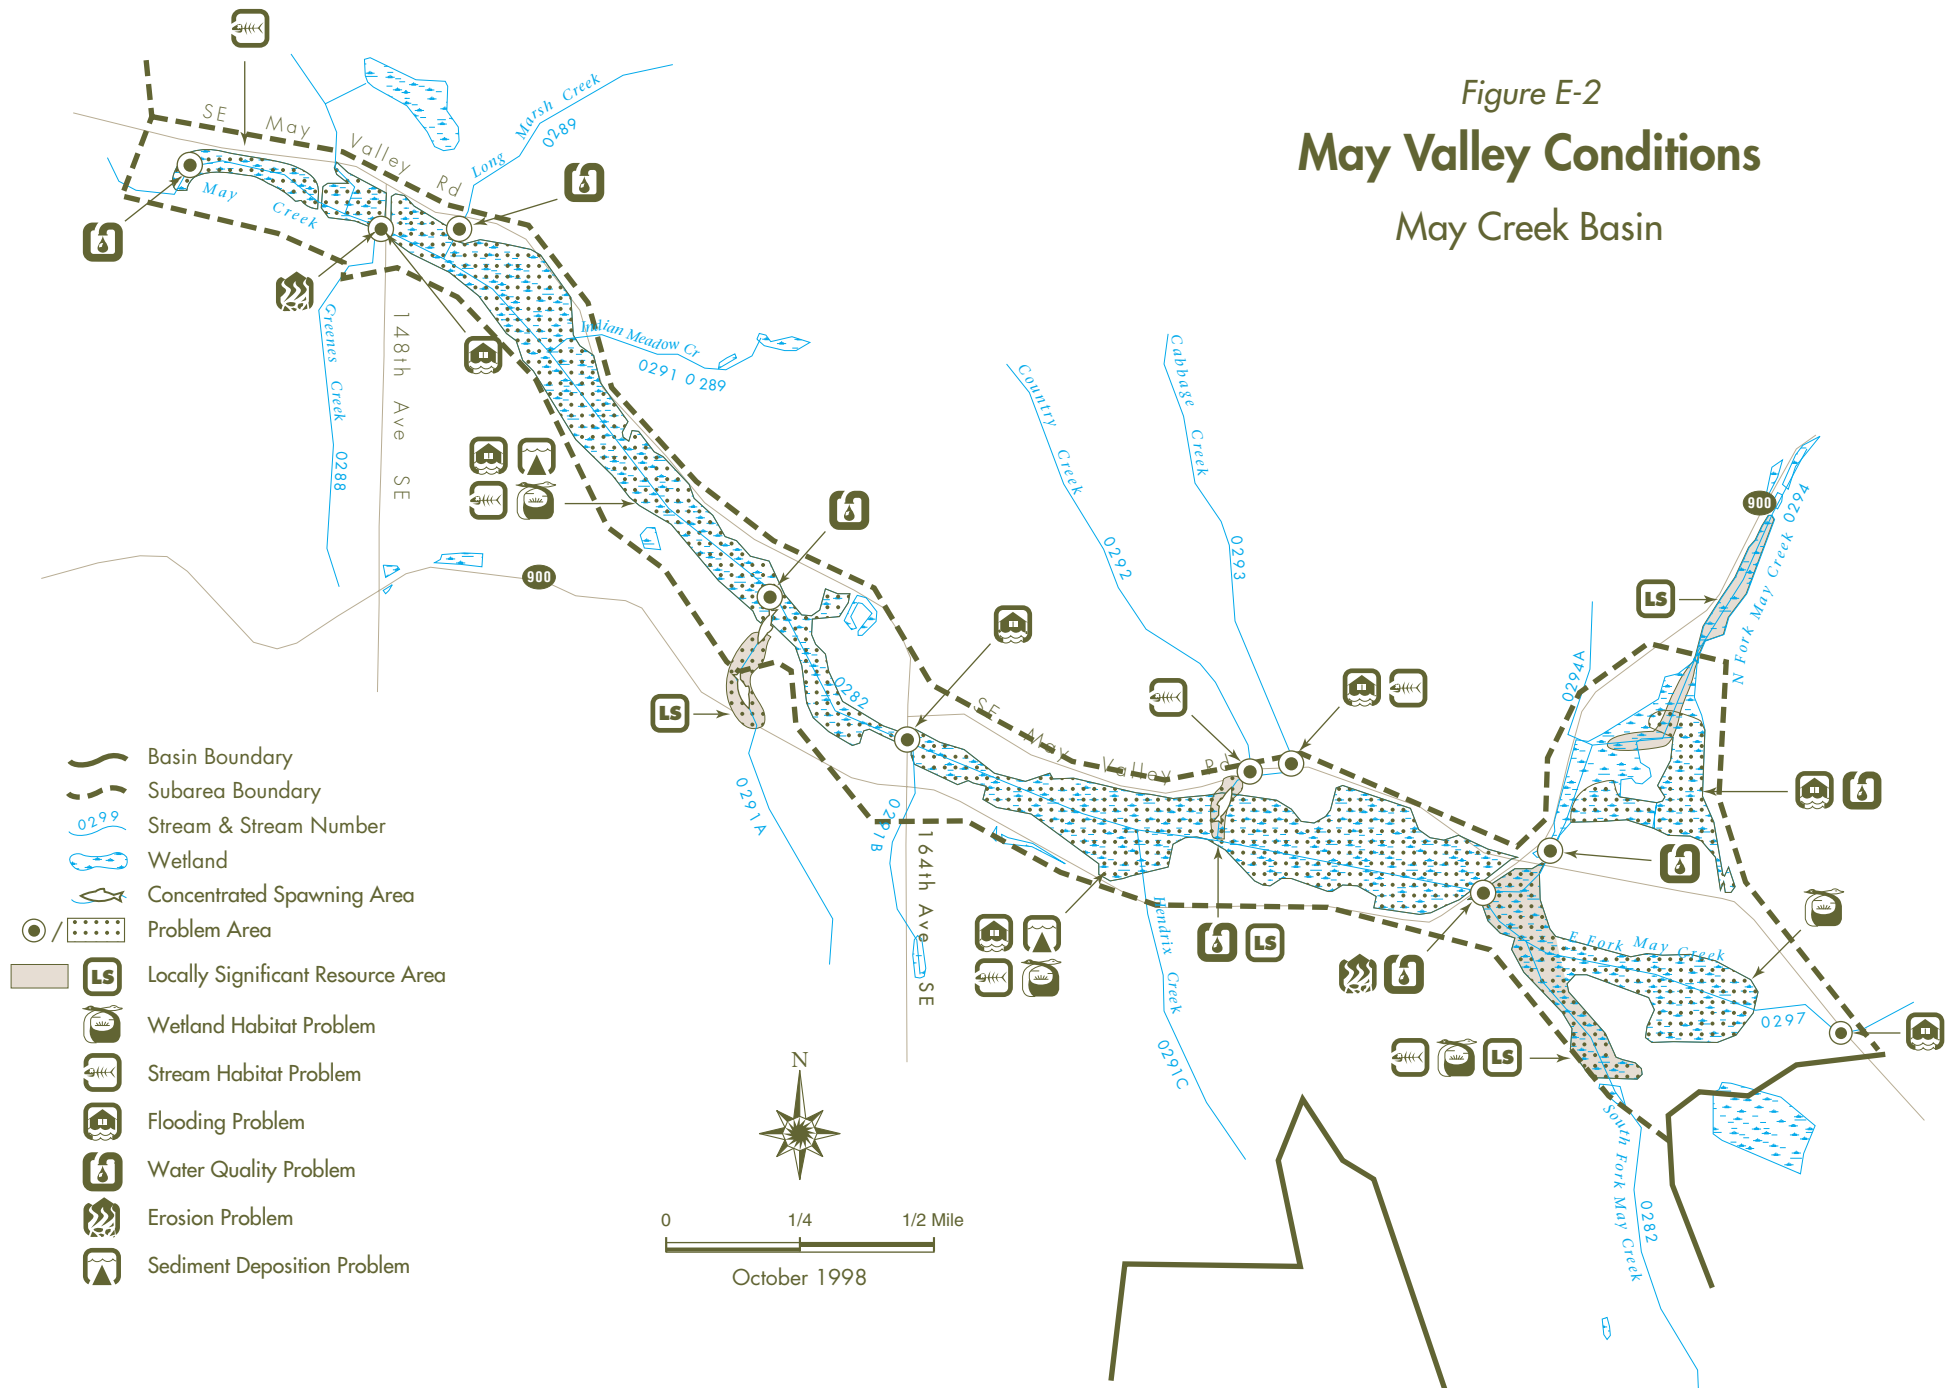 Figure E-2
May Valley Conditions
May Creek Basin
SE May Valley Rd
Long Marsh Creek
0289
May Creek
Greenes Creek 0288
148th Ave SE
Indian Meadow Cr
0291 0289
900
Country Creek
0292
Cabbage Creek
0293
900
N Fork May Creek 0294
LS
0294A
LS
0282
SE May Valley Rd
0291A
0291B
164th Ave SE
Hendrix Creek
0291C
LS
E Fork May Creek
0297
LS
South Fork May Creek
0282
Basin Boundary
Subarea Boundary
0299
Stream & Stream Number
Wetland
Concentrated Spawning Area
/
Problem Area
LS
Locally Significant Resource Area
Wetland Habitat Problem
Stream Habitat Problem
Flooding Problem
Water Quality Problem
Erosion Problem
Sediment Deposition Problem
N
0 1/4 1/2 Mile
October 1998